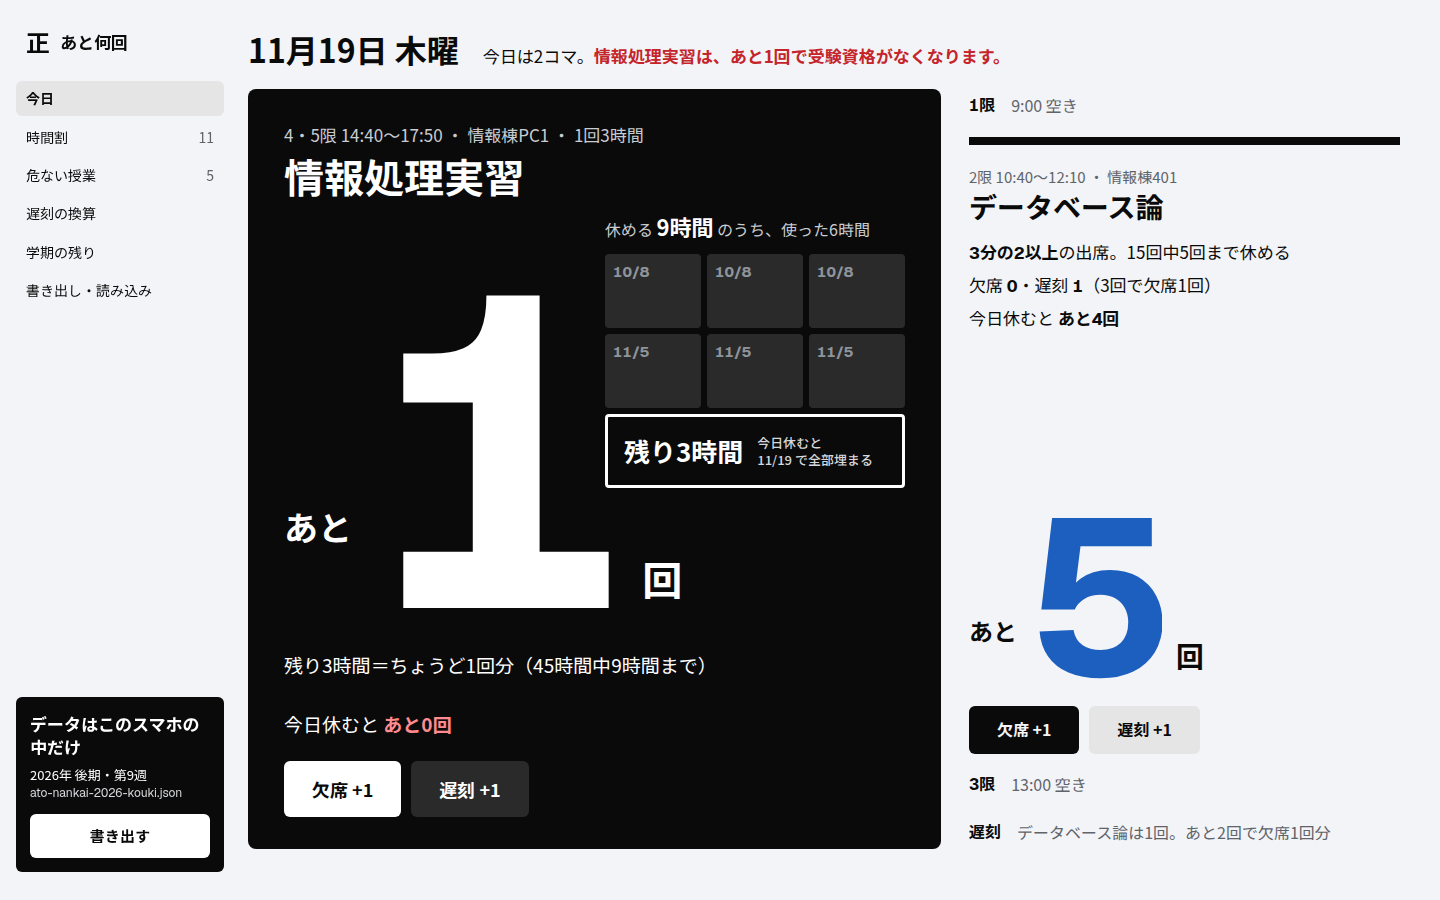 正 あと何回
今日
時間割 11
危ない授業 5
遅刻の換算
学期の残り
書き出し・読み込み
データはこのスマホの
中だけ
2026年 後期・第9週
ato-nankai-2026-kouki.json
書き出す
11月19日 木曜
今日は2コマ。情報処理実習は、あと1回で受験資格がなくなります。
4・5限 14:40〜17:50 ・ 情報棟PC1 ・ 1回3時間
情報処理実習
休める 9時間 のうち、使った6時間
10/8 10/8 10/8
11/5 11/5 11/5
残り3時間
今日休むと
11/19 で全部埋まる
あと 1 回
残り3時間＝ちょうど1回分（45時間中9時間まで）
今日休むと あと0回
欠席 +1 遅刻 +1
1限 9:00 空き
2限 10:40〜12:10 ・ 情報棟401
データベース論
3分の2以上の出席。15回中5回まで休める
欠席 0・遅刻 1（3回で欠席1回）
今日休むと あと4回
あと 5 回
欠席 +1 遅刻 +1
3限 13:00 空き
遅刻 データベース論は1回。あと2回で欠席1回分